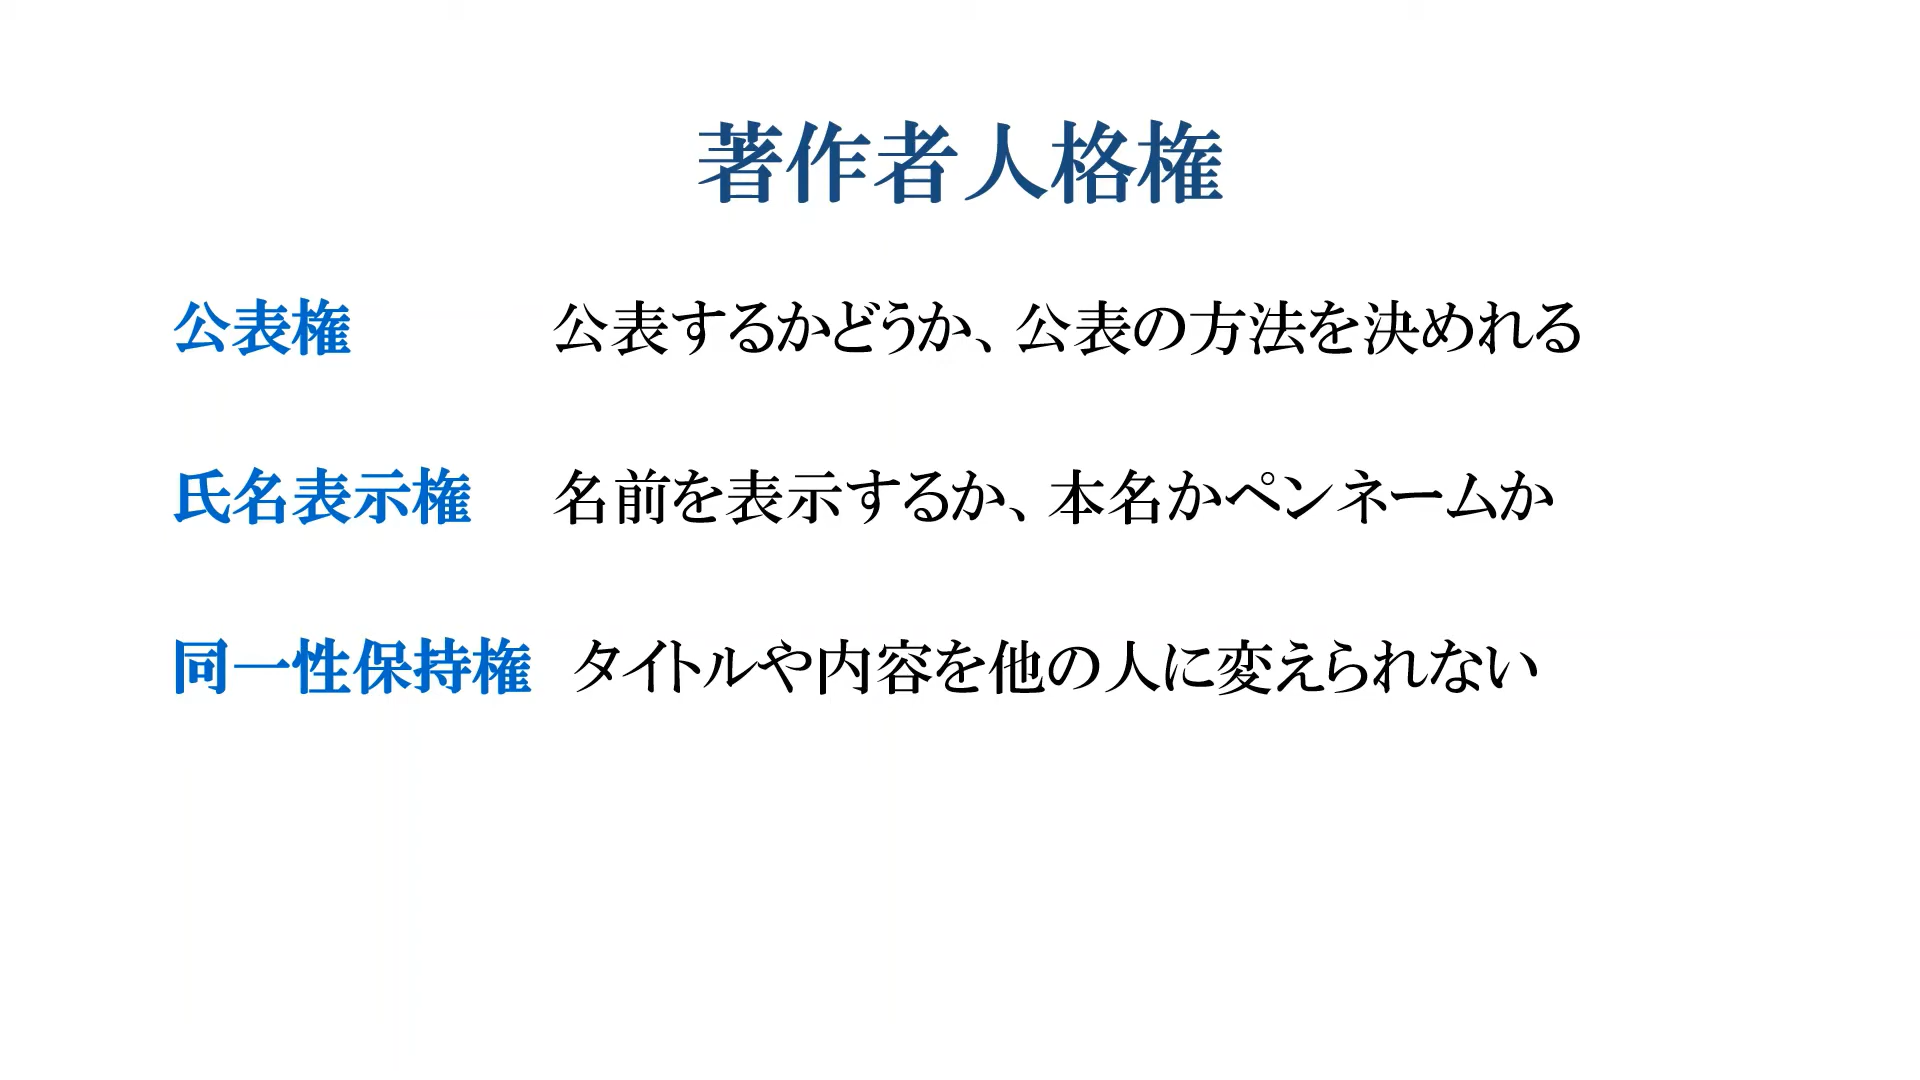 著作者人格権
公表権 公表するかどうか、公表の方法を決めれる
氏名表示権 名前を表示するか、本名かペンネームか
同一性保持権 タイトルや内容を他の人に変えられない